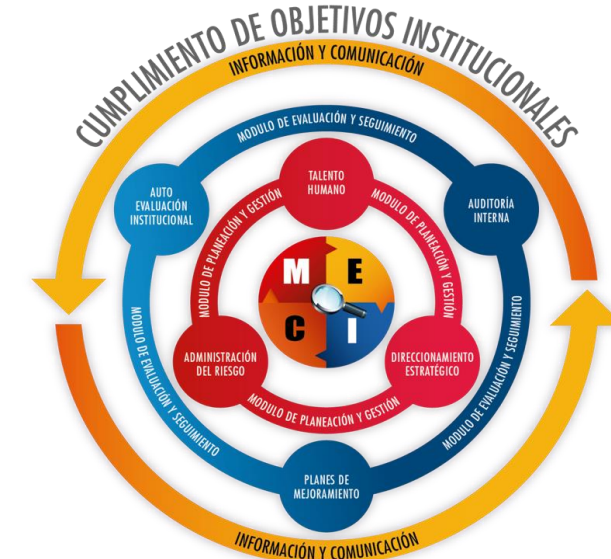 CUMPLIMIENTO DE OBJETIVOS INSTITUCIONALES
INFORMACIÓN Y COMUNICACIÓN
MODULO DE EVALUACIÓN Y SEGUIMIENTO
TALENTO
HUMANO
AUTO
EVALUACIÓN
INSTITUCIONAL
AUDITORÍA
INTERNA
MODULO DE PLANEACIÓN Y GESTIÓN
MODULO DE PLANEACIÓN Y GESTIÓN
M E
C I
ADMINISTRACIÓN
DEL RIESGO
DIRECCIONAMIENTO
ESTRATÉGICO
MODULO DE EVALUACIÓN Y SEGUIMIENTO
MODULO DE EVALUACIÓN Y SEGUIMIENTO
MODULO DE PLANEACIÓN Y GESTIÓN
PLANES DE
MEJORAMIENTO
INFORMACIÓN Y COMUNICACIÓN